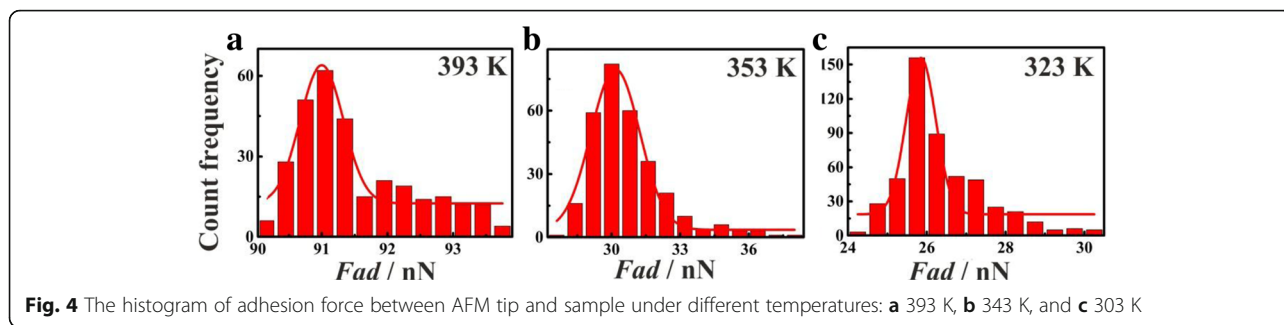 a
393 K
Count frequency
60
30
0
90
91
92
93
Fad / nN
b
353 K
60
30
0
30
33
36
Fad / nN
c
323 K
150
120
90
60
30
0
24
26
28
30
Fad / nN
Fig. 4 The histogram of adhesion force between AFM tip and sample under different temperatures: a 393 K, b 343 K, and c 303 K